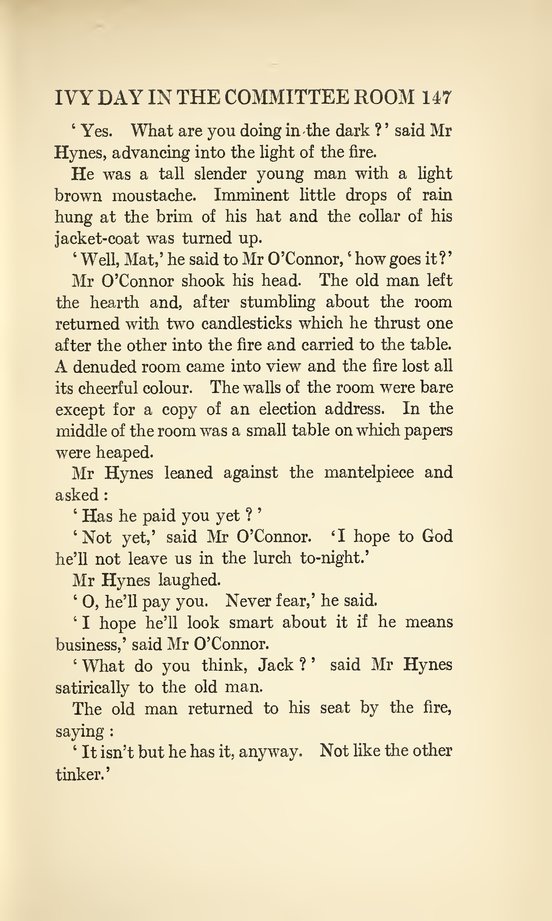 IVY DAY IN THE COMMITTEE ROOM 147
‘ Yes. What are you doing in the dark ? ’ said Mr
Hynes, advancing into the light of the fire.
He was a tall slender young man with a light
brown moustache. Imminent little drops of rain
hung at the brim of his hat and the collar of his
jacket-coat was turned up.
‘ Well, Mat,’ he said to Mr O’Connor, ‘ how goes it ? ’
Mr O’Connor shook his head. The old man left
the hearth and, after stumbling about the room
returned with two candlesticks which he thrust one
after the other into the fire and carried to the table.
A denuded room came into view and the fire lost all
its cheerful colour. The walls of the room were bare
except for a copy of an election address. In the
middle of the room was a small table on which papers
were heaped.
Mr Hynes leaned against the mantelpiece and
asked :
‘ Has he paid you yet ? ’
‘ Not yet,’ said Mr O’Connor. ‘I hope to God
he’ll not leave us in the lurch to-night.’
Mr Hynes laughed.
‘ O, he’ll pay you. Never fear,’ he said.
‘ I hope he’ll look smart about it if he means
business,’ said Mr O’Connor.
‘ What do you think, Jack ? ’ said Mr Hynes
satirically to the old man.
The old man returned to his seat by the fire,
saying :
‘ It isn’t but he has it, anyway. Not like the other
tinker.’